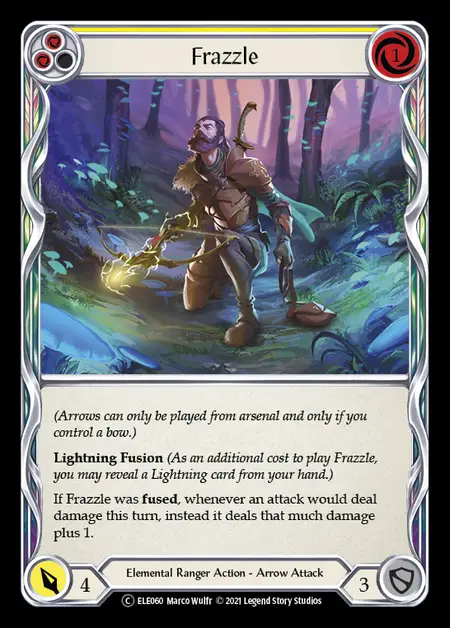 Frazzle
1
(Arrows can only be played from arsenal and only if you
control a bow.)
Lightning Fusion (As an additional cost to play Frazzle,
you may reveal a Lightning card from your hand.)
If Frazzle was fused, whenever an attack would deal
damage this turn, instead it deals that much damage
plus 1.
4
Elemental Ranger Action - Arrow Attack
3
C ELE060 Marco Wulfr © 2021 Legend Story Studios